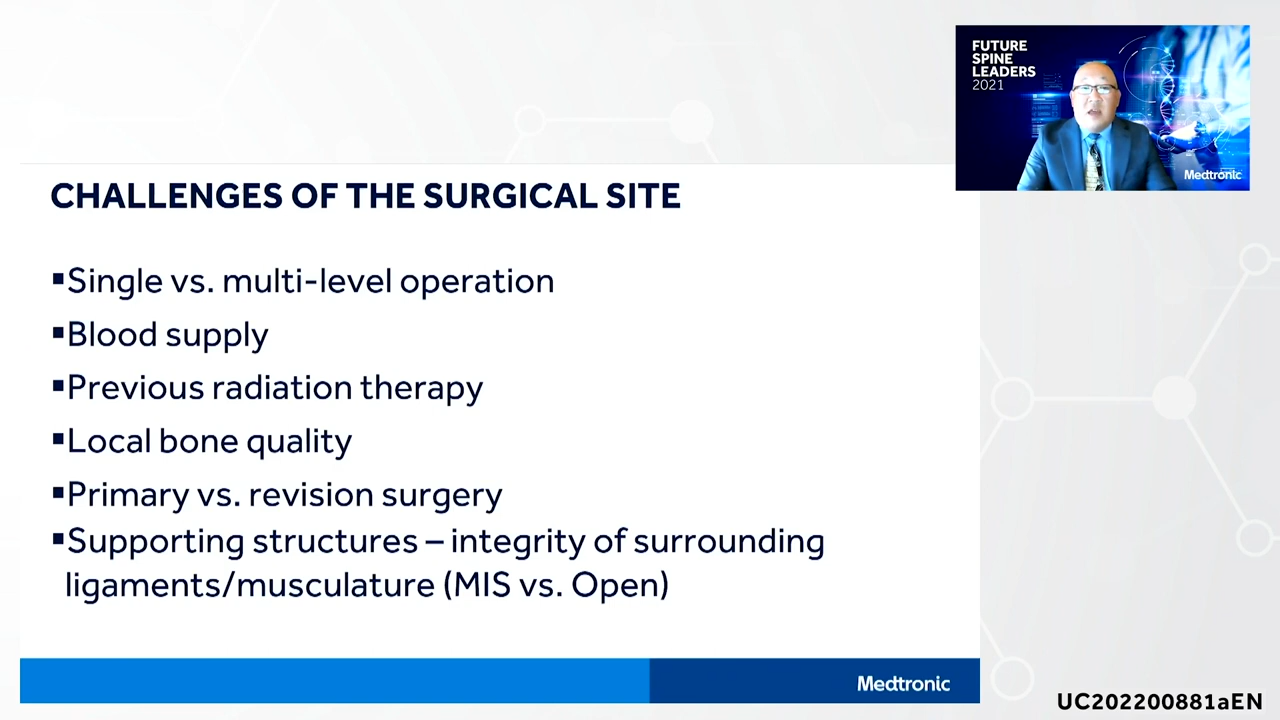 FUTURE
SPINE
LEADERS
2021
Medtronic
CHALLENGES OF THE SURGICAL SITE
▪Single vs. multi-level operation
▪Blood supply
▪Previous radiation therapy
▪Local bone quality
▪Primary vs. revision surgery
▪Supporting structures – integrity of surrounding
ligaments/musculature (MIS vs. Open)
Medtronic
UC202200881aEN